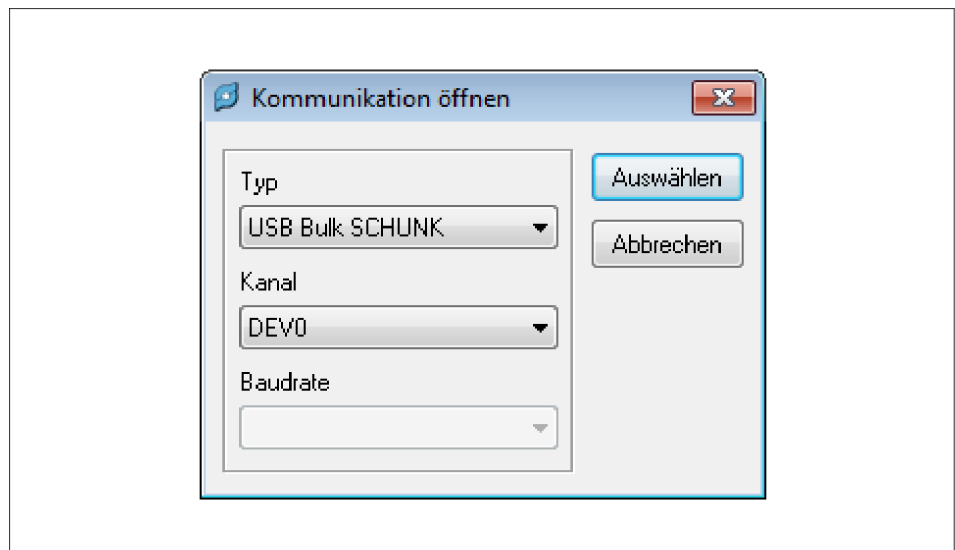 Kommunikation öffnen
Typ
USB Bulk SCHUNK
Kanal
DEV0
Baudrate
Auswählen
Abbrechen